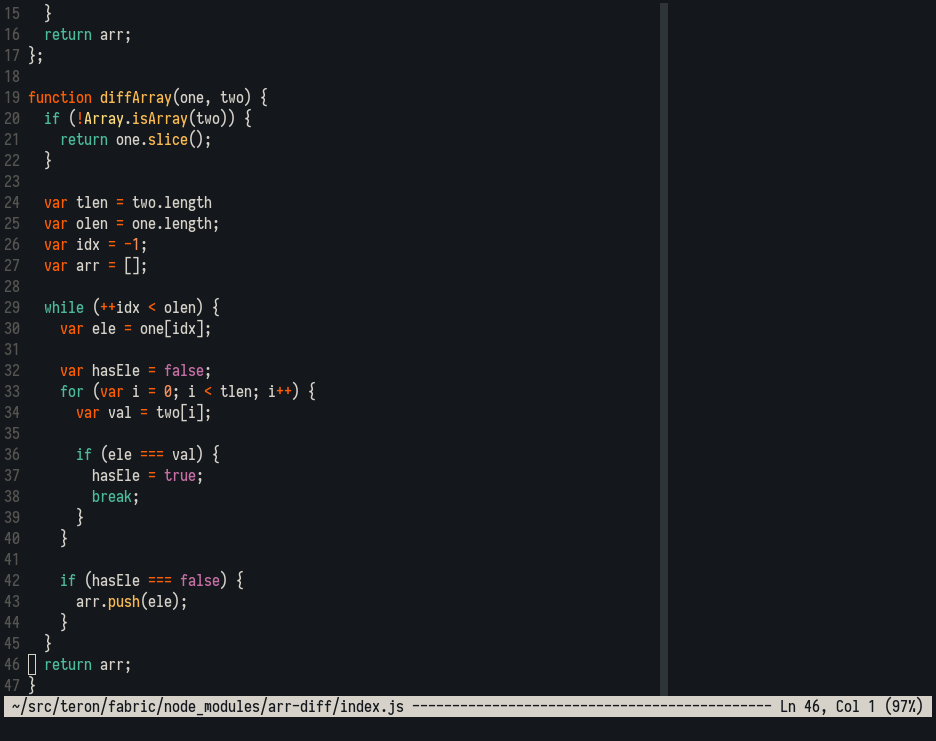 15   }
16   return arr;
17 };
18
19 function diffArray(one, two) {
20   if (!Array.isArray(two)) {
21     return one.slice();
22   }
23
24   var tlen = two.length
25   var olen = one.length;
26   var idx = -1;
27   var arr = [];
28
29   while (++idx < olen) {
30     var ele = one[idx];
31
32     var hasEle = false;
33     for (var i = 0; i < tlen; i++) {
34       var val = two[i];
35
36       if (ele === val) {
37         hasEle = true;
38         break;
39       }
40     }
41
42     if (hasEle === false) {
43       arr.push(ele);
44     }
45   }
46   return arr;
47 }
~/src/teron/fabric/node_modules/arr-diff/index.js --------------------------------------------- Ln 46, Col 1 (97%)